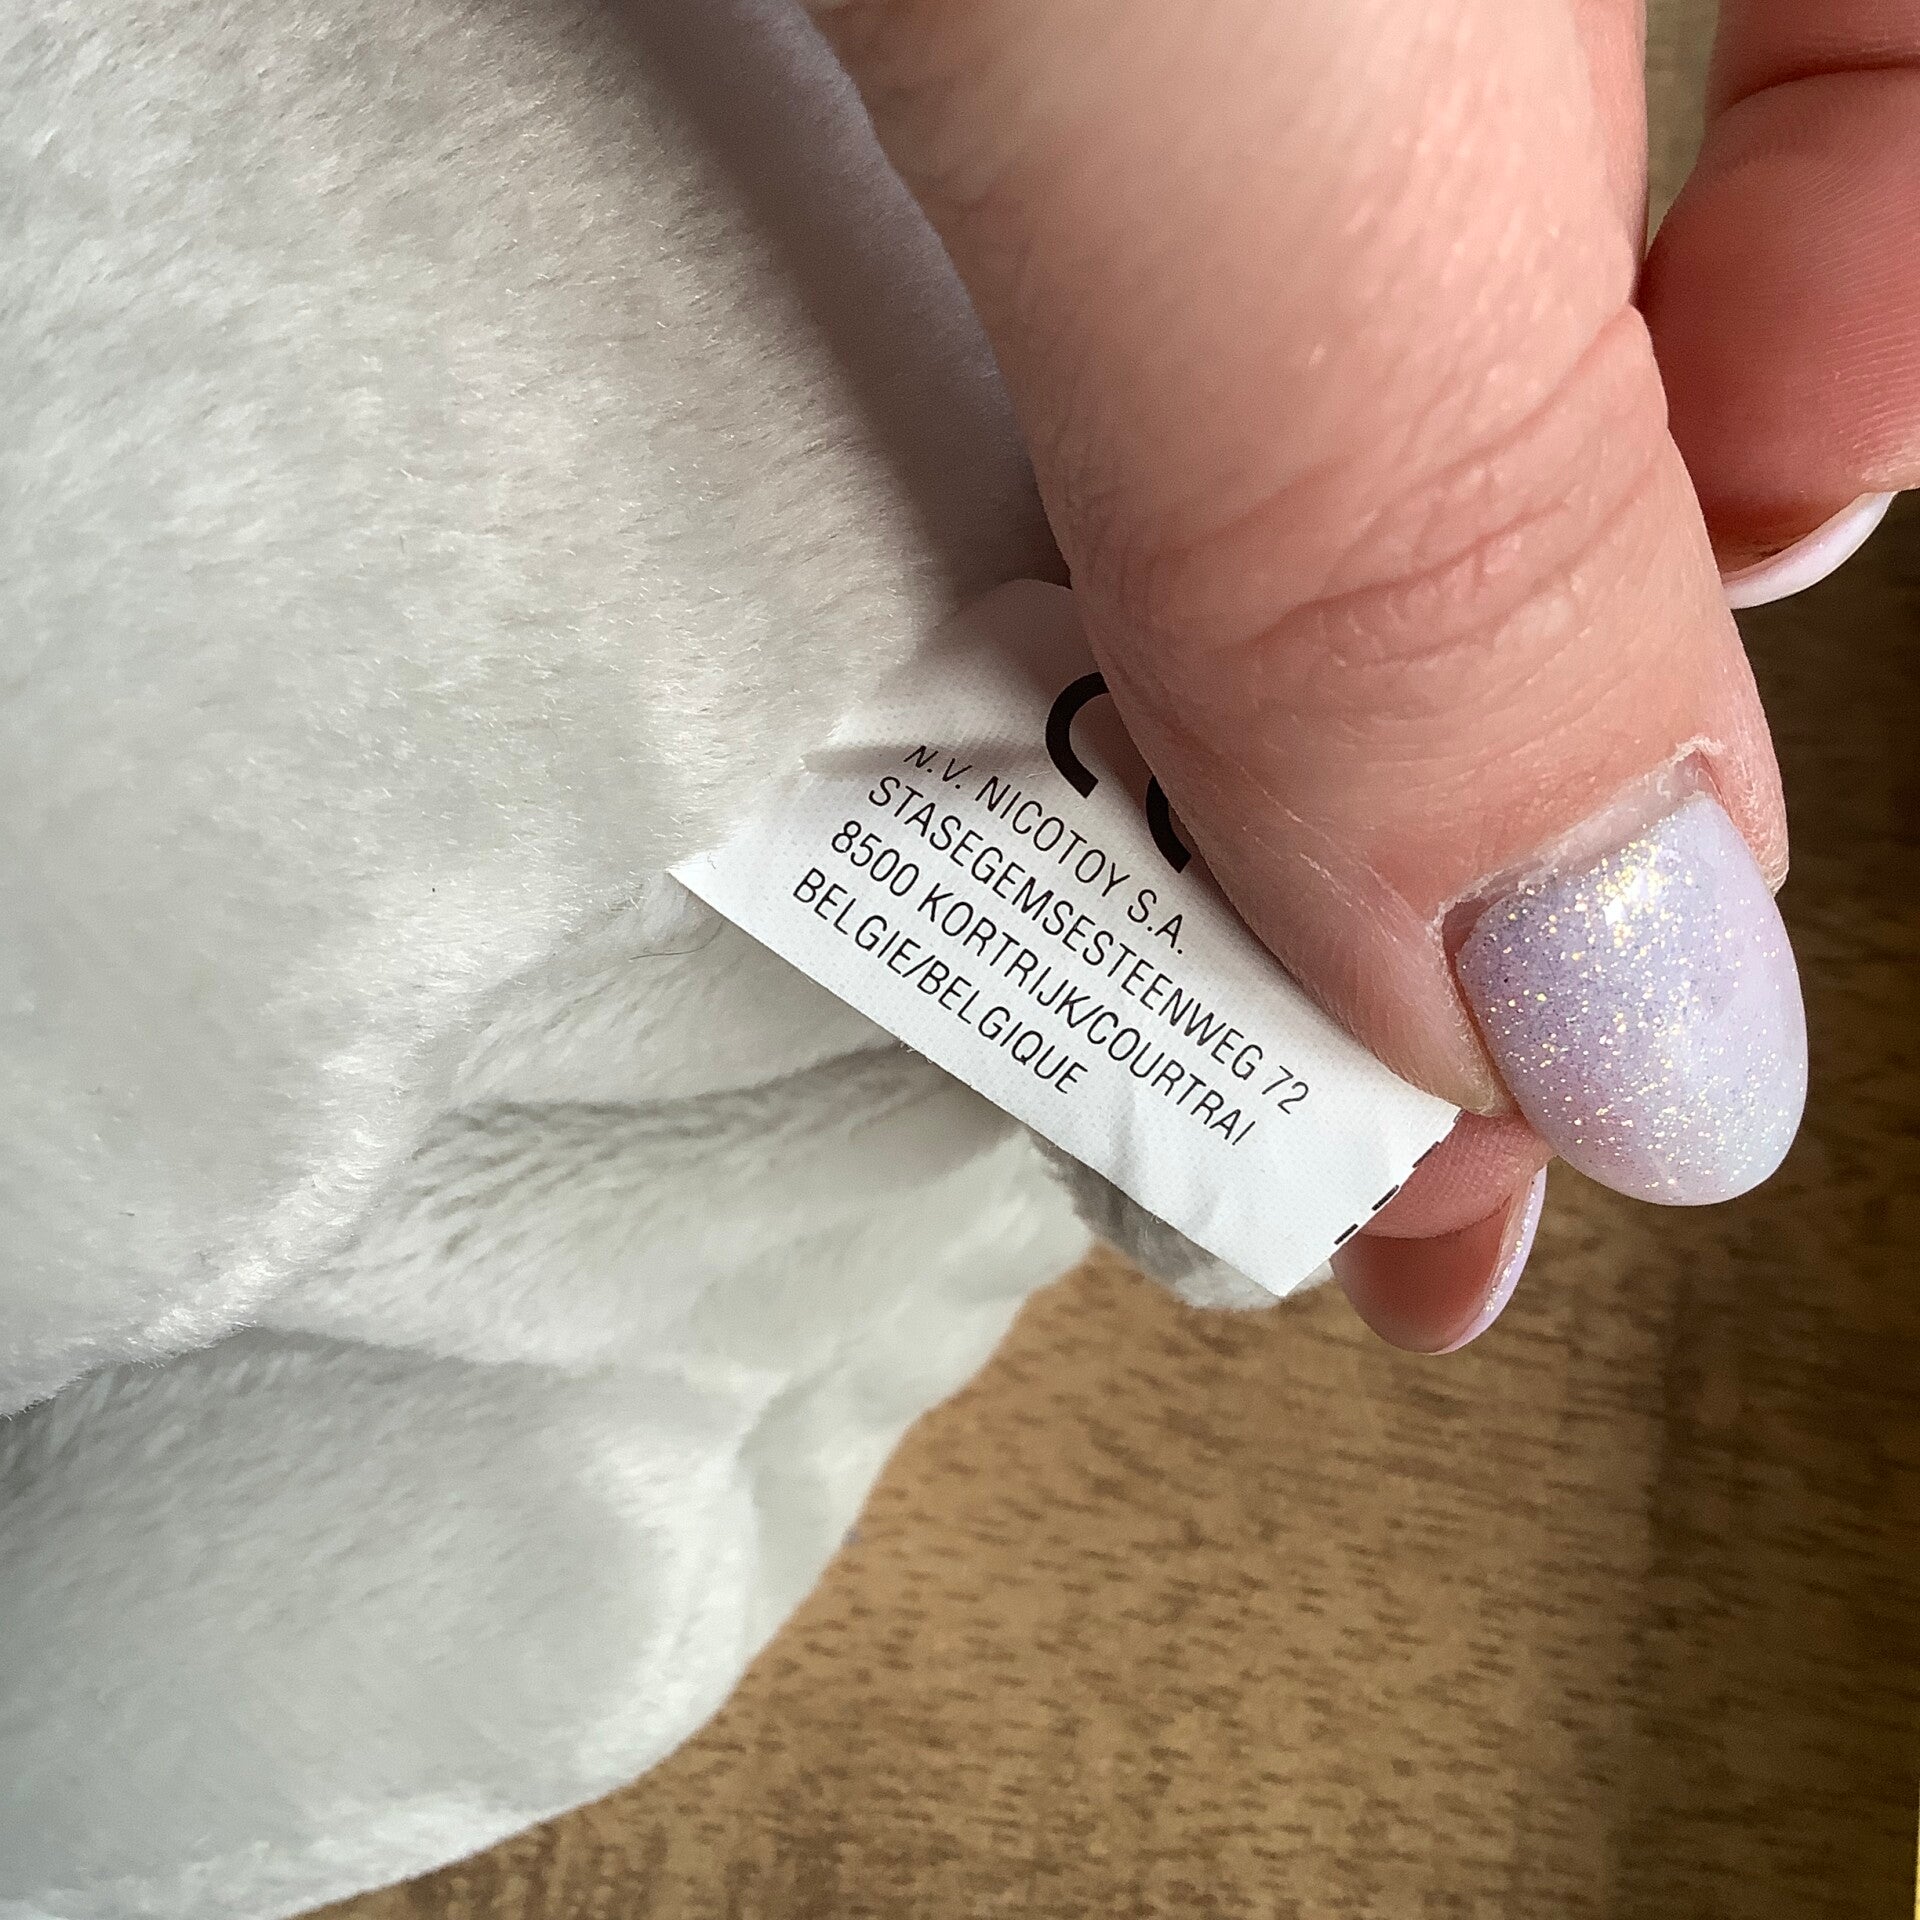 N.V. NICOTOY S.A.
STASEGEMSESTEENWEG 72
8500 KORTRIJK/COURTRAI
BELGIE/BELGIQUE